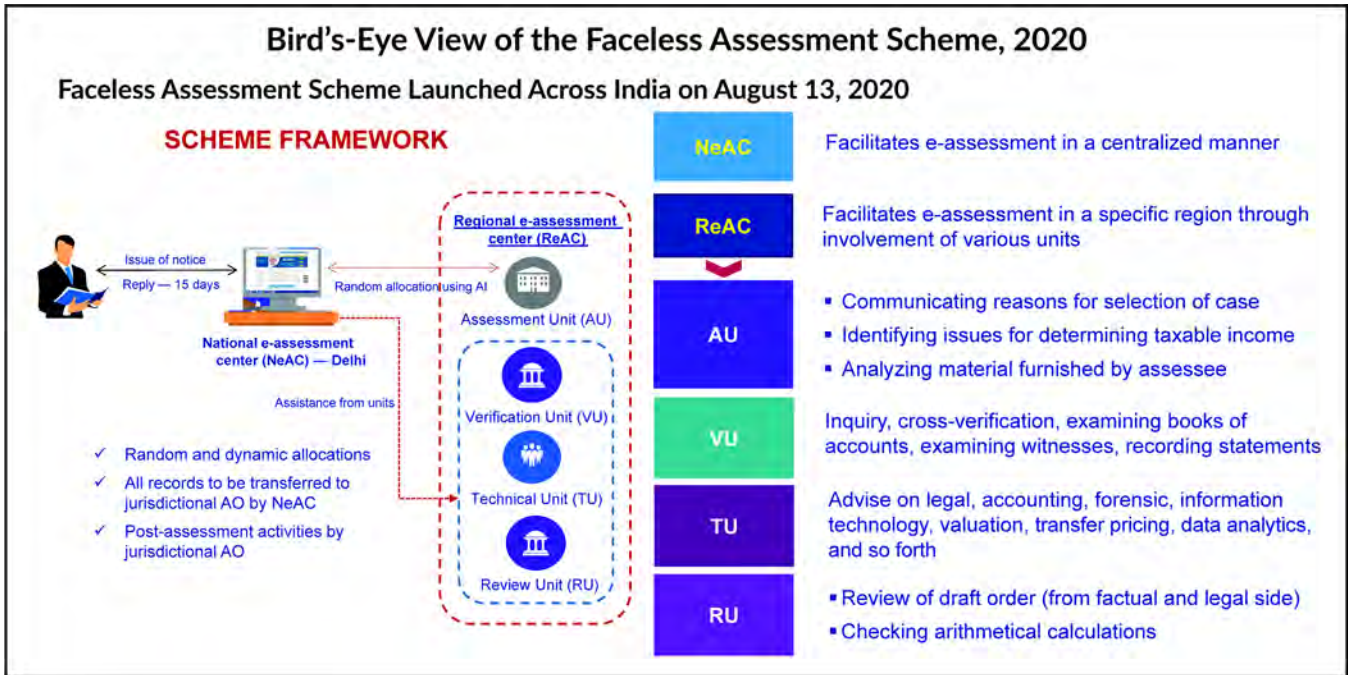 Bird's-Eye View of the Faceless Assessment Scheme, 2020
Faceless Assessment Scheme Launched Across India on August 13, 2020
SCHEME FRAMEWORK
Issue of notice
Reply — 15 days
National e-assessment
center (NeAC) — Delhi
Random allocation using AI
Assistance from units
Regional e-assessment
center (ReAC)
Assessment Unit (AU)
Verification Unit (VU)
Technical Unit (TU)
Review Unit (RU)
✓ Random and dynamic allocations
✓ All records to be transferred to
jurisdictional AO by NeAC
✓ Post-assessment activities by
jurisdictional AO
NeAC
Facilitates e-assessment in a centralized manner
ReAC
Facilitates e-assessment in a specific region through
involvement of various units
AU
▪ Communicating reasons for selection of case
▪ Identifying issues for determining taxable income
▪ Analyzing material furnished by assessee
VU
Inquiry, cross-verification, examining books of
accounts, examining witnesses, recording statements
TU
Advise on legal, accounting, forensic, information
technology, valuation, transfer pricing, data analytics,
and so forth
RU
▪ Review of draft order (from factual and legal side)
▪ Checking arithmetical calculations